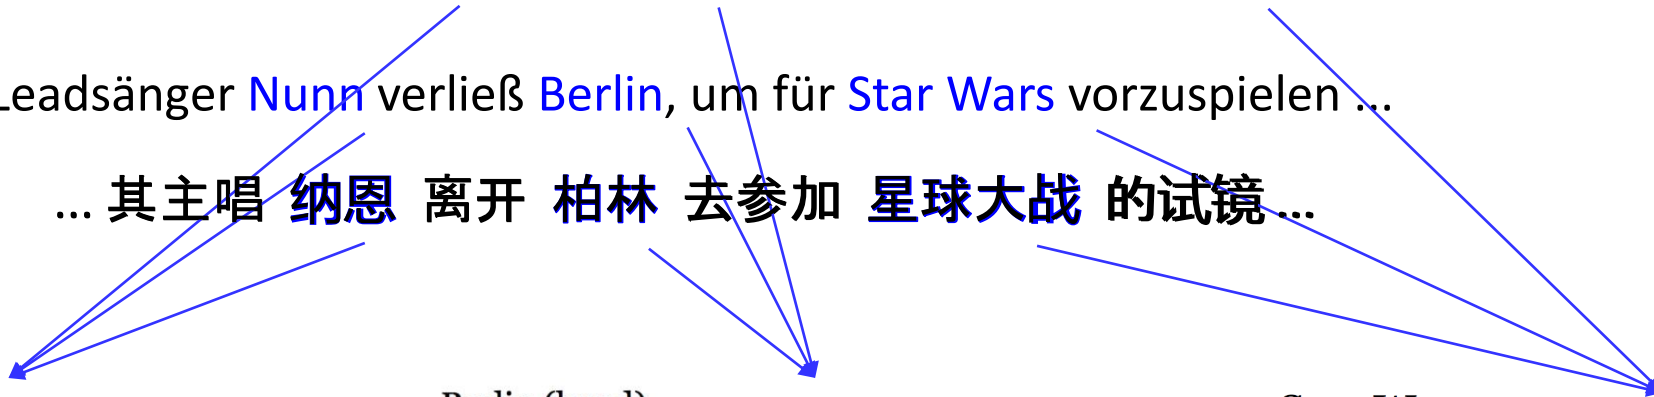 Leadsänger Nunn verließ Berlin, um für Star Wars vorzuspielen ...
... 其主唱 纳恩 离开 柏林 去参加 星球大战 的试镜 ...